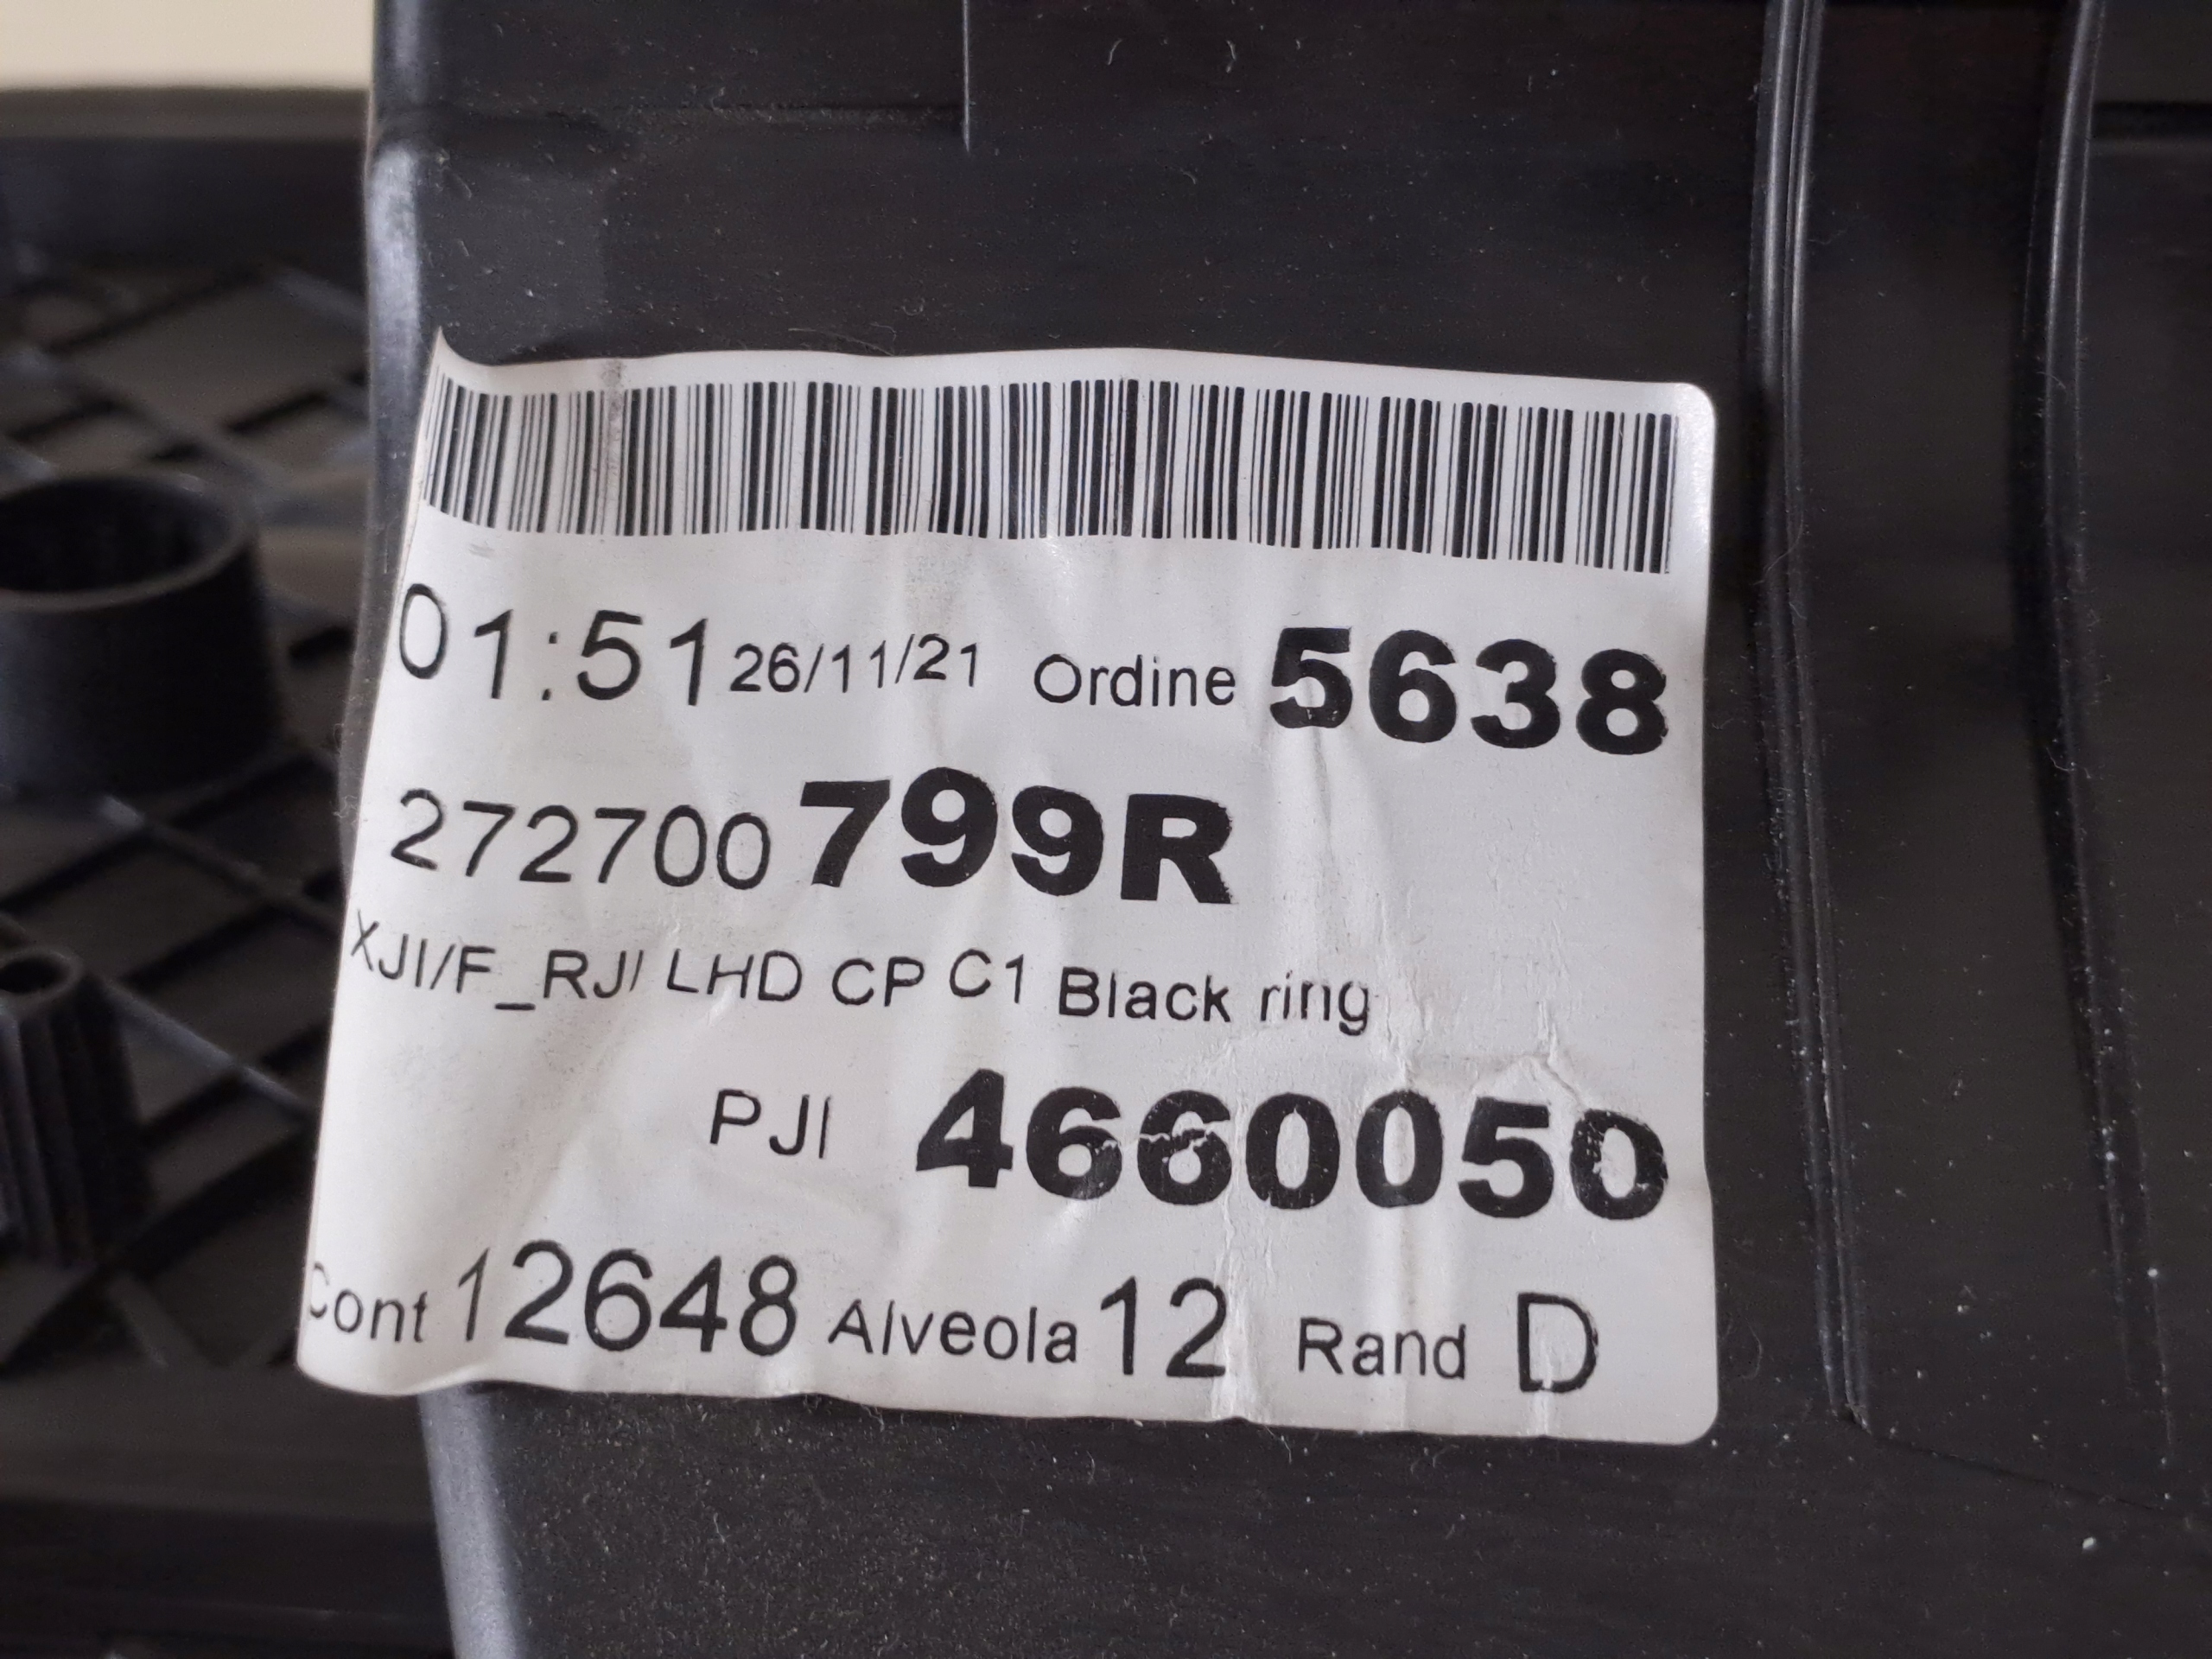 01:51 26/11/21 Ordine 5638
272700 799R
XJI/F_RJI LHD CP C1 Black ring
PJI 4660050
Cont 12648 Alveola 12 Rand D